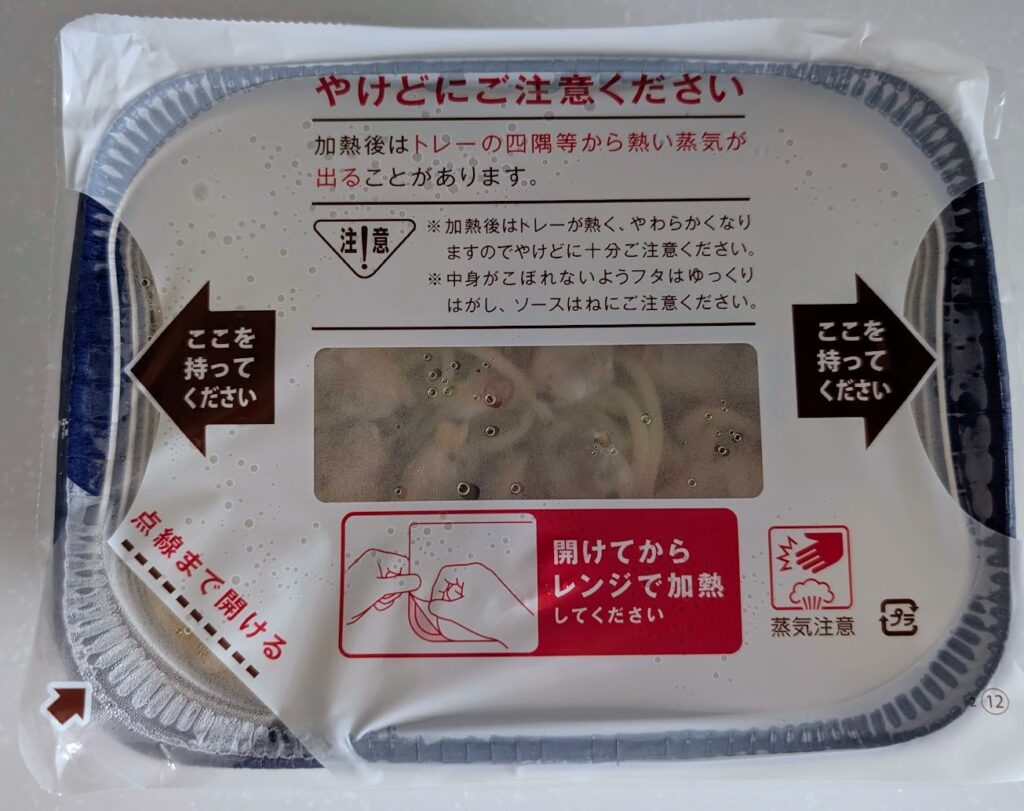 やけどにご注意ください
加熱後はトレーの四隅等から熱い蒸気が
出ることがあります。
注!意
※加熱後はトレーが熱く、やわらかくなり
ますのでやけどに十分ご注意ください。
※中身がこぼれないようフタはゆっくり
はがし、ソースはねにご注意ください。
ここを
持って
ください
ここを
持って
ください
点線まで開ける
開けてから
レンジで加熱
してください
蒸気注意
プラ
⑫